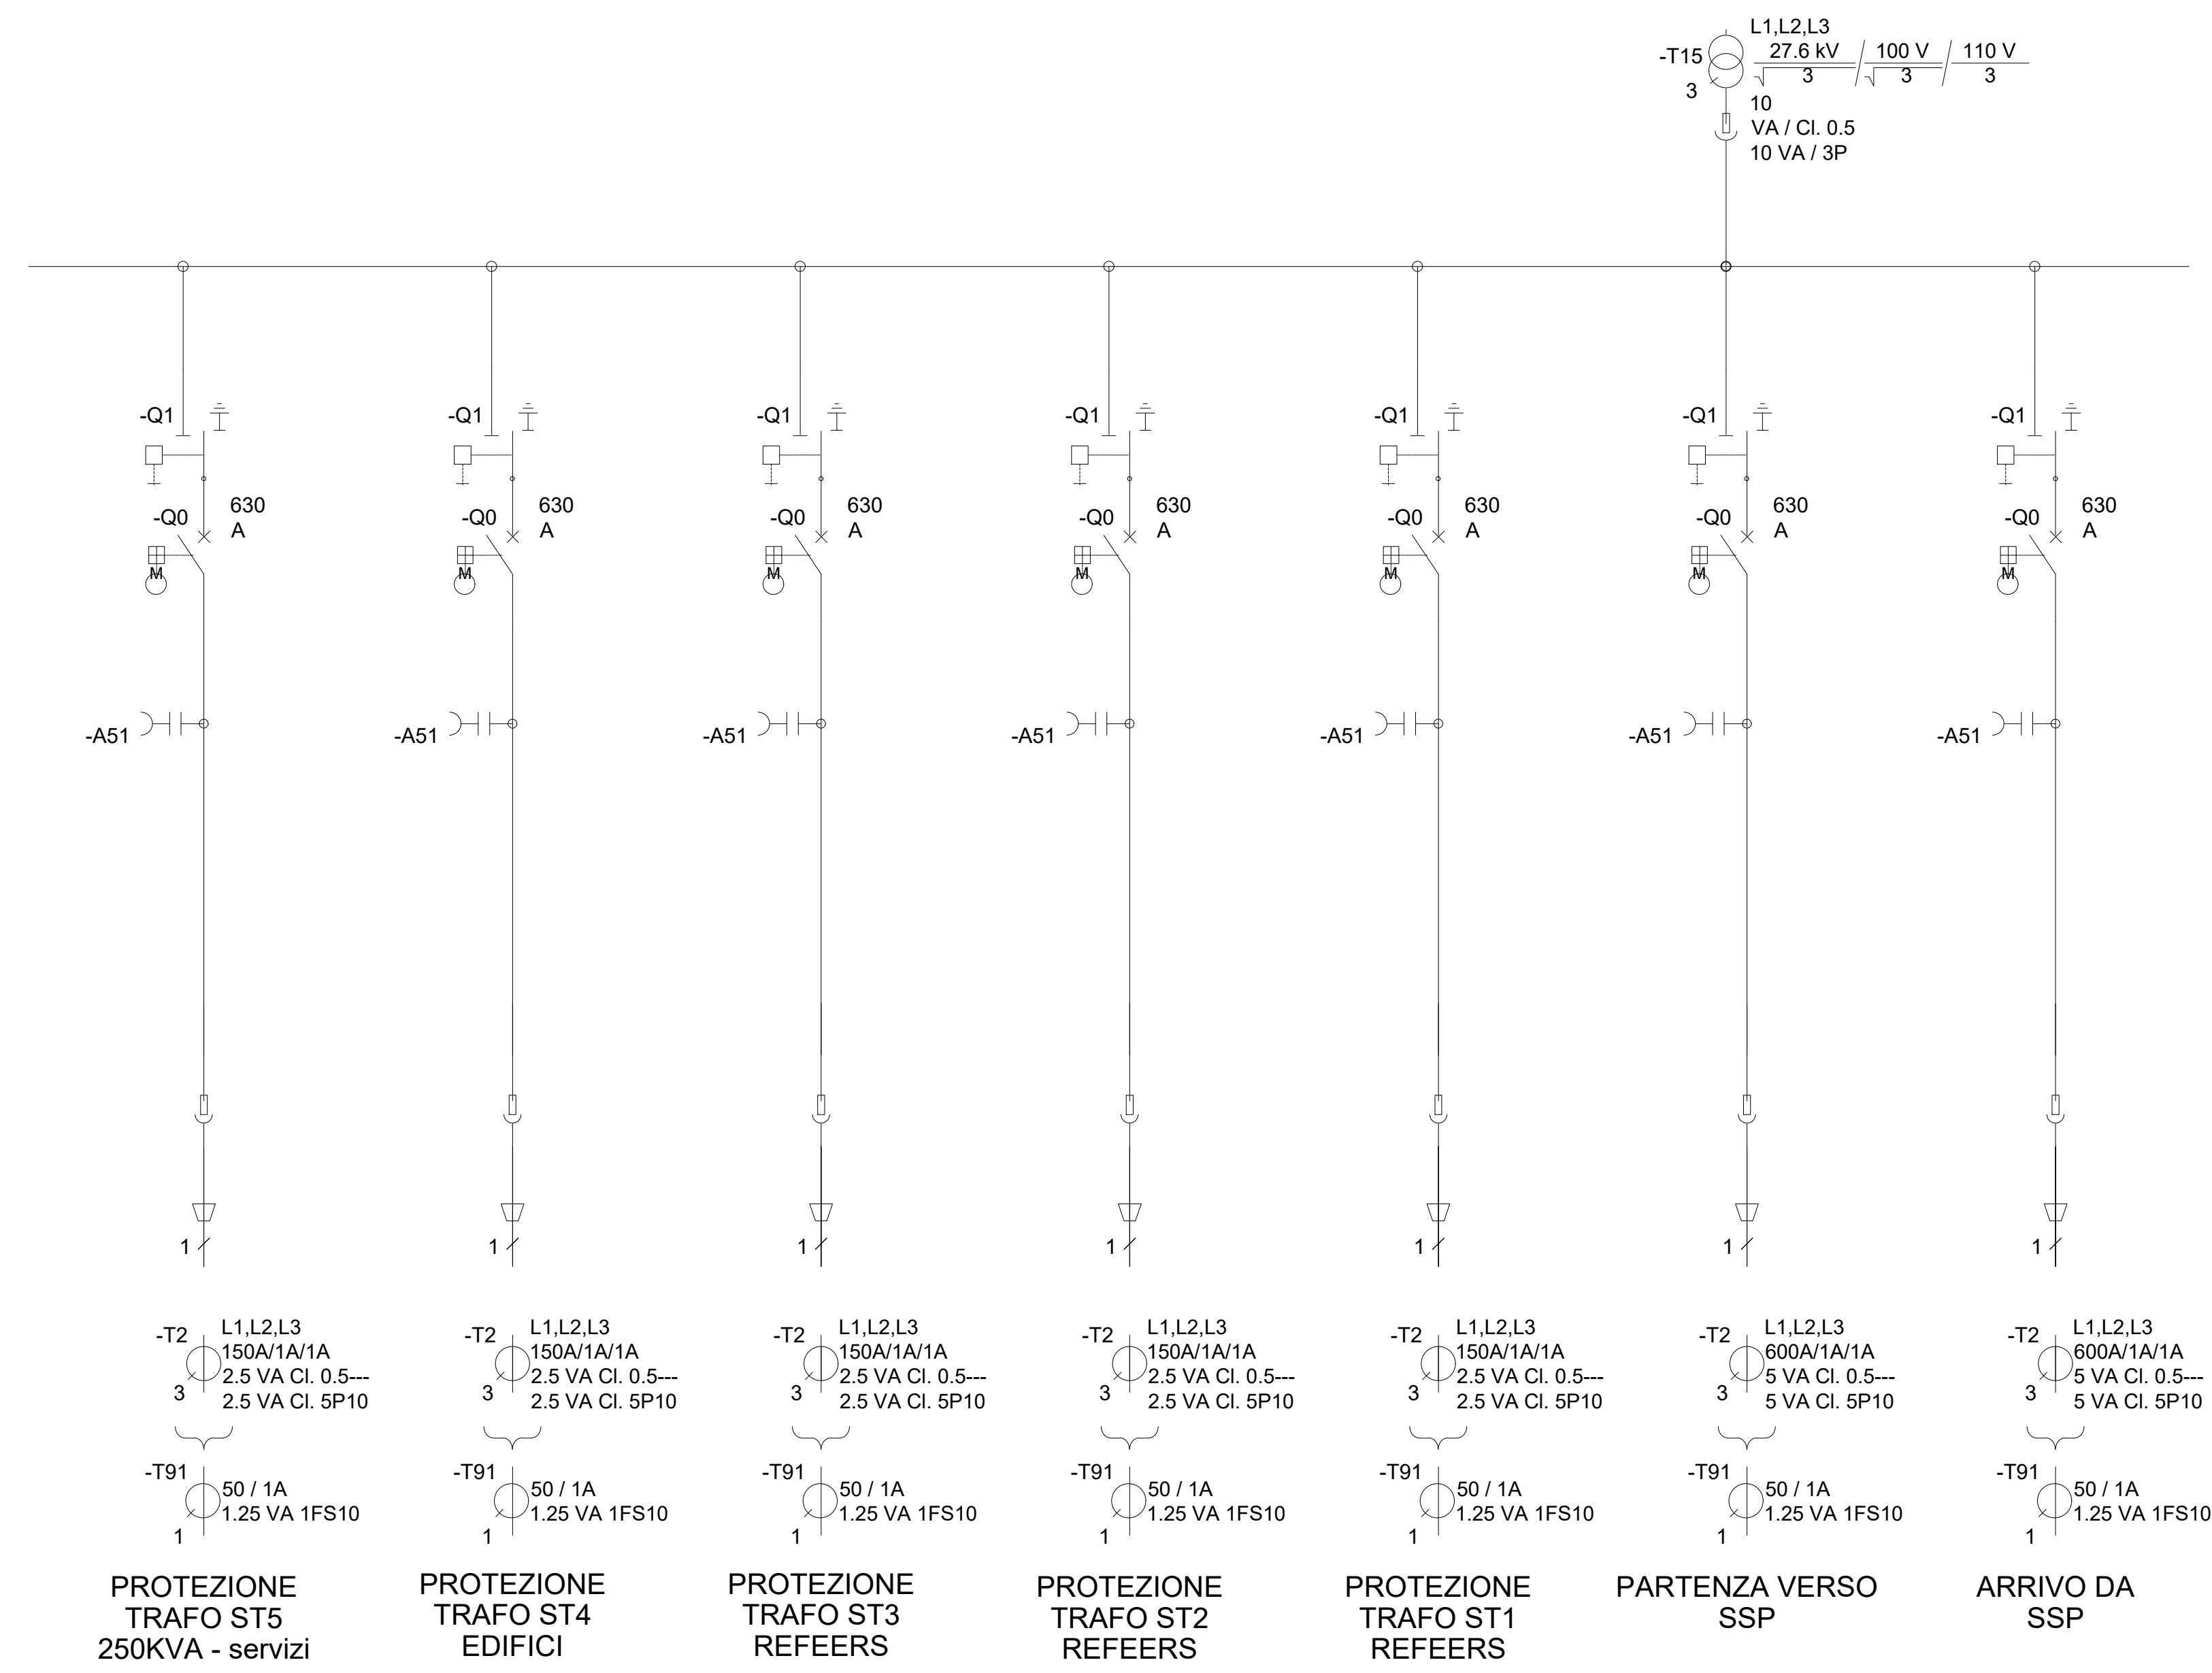 L1,L2,L3
-T15
27.6 kV / 100 V / 110 V
3 3 3
3
10
VA / Cl. 0.5
10 VA / 3P
-Q1 -Q1 -Q1 -Q1 -Q1 -Q1 -Q1
630 630 630 630 630 630 630
-Q0 A -Q0 A -Q0 A -Q0 A -Q0 A -Q0 A -Q0 A
M M M M M M M
-A51 -A51 -A51 -A51 -A51 -A51 -A51
1 1 1 1 1 1 1
L1,L2,L3 L1,L2,L3 L1,L2,L3 L1,L2,L3 L1,L2,L3 L1,L2,L3 L1,L2,L3
-T2 -T2 -T2 -T2 -T2 -T2 -T2
150A/1A/1A 150A/1A/1A 150A/1A/1A 150A/1A/1A 150A/1A/1A 600A/1A/1A 600A/1A/1A
2.5 VA Cl. 0.5--- 2.5 VA Cl. 0.5--- 2.5 VA Cl. 0.5--- 2.5 VA Cl. 0.5--- 2.5 VA Cl. 0.5--- 5 VA Cl. 0.5--- 5 VA Cl. 0.5---
3 3 3 3 3 3 3
2.5 VA Cl. 5P10 2.5 VA Cl. 5P10 2.5 VA Cl. 5P10 2.5 VA Cl. 5P10 2.5 VA Cl. 5P10 5 VA Cl. 5P10 5 VA Cl. 5P10
-T91 -T91 -T91 -T91 -T91 -T91 -T91
50 / 1A 50 / 1A 50 / 1A 50 / 1A 50 / 1A 50 / 1A 50 / 1A
1.25 VA 1FS10 1.25 VA 1FS10 1.25 VA 1FS10 1.25 VA 1FS10 1.25 VA 1FS10 1.25 VA 1FS10 1.25 VA 1FS10
1 1 1 1 1 1 1
PROTEZIONE
TRAFO ST5
250KVA - servizi
PROTEZIONE
TRAFO ST4
EDIFICI
PROTEZIONE
TRAFO ST3
REFEERS
PROTEZIONE
TRAFO ST2
REFEERS
PROTEZIONE
TRAFO ST1
REFEERS
PARTENZA VERSO
SSP
ARRIVO DA
SSP